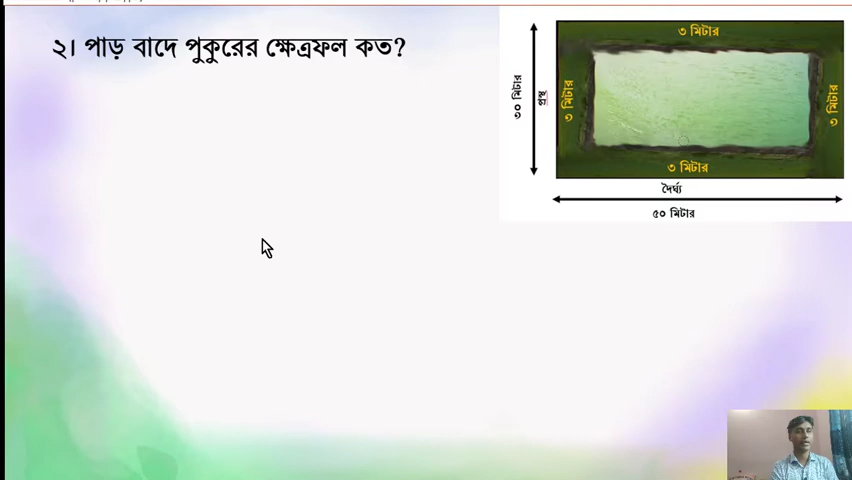 ২। পাড় বাদে পুকুরের ক্ষেত্রফল কত?
৩ মিটার
৩০ মিটার
প্রস্থ
৩ মিটার
৩ মিটার
৩ মিটার
দৈর্ঘ্য
৫০ মিটার